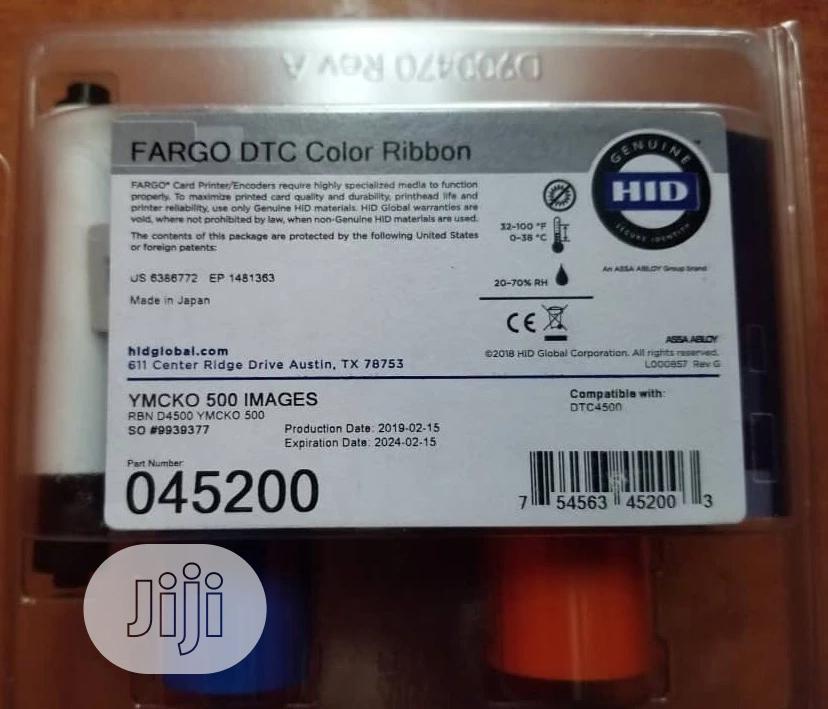 D900470 Rev A
FARGO DTC Color Ribbon
GENUINE
HID
SECURE IDENTITY
An ASSA ABLOY Group brand
FARGO® Card Printer/Encoders require highly specialized media to function
properly. To maximize printed card quality and durability, printhead life and
printer reliability, use only Genuine HID materials. HID Global warranties are
void, where not prohibited by law, when non-Genuine HID materials are used.
The contents of this package are protected by the following United States
or foreign patents:
32-100 °F
0-38 °C
US 6386772 EP 1481363
20-70% RH
Made in Japan
CE
ASSA ABLOY
©2018 HID Global Corporation. All rights reserved.
L000857 Rev G
hidglobal.com
611 Center Ridge Drive Austin, TX 78753
YMCKO 500 IMAGES
RBN D4500 YMCKO 500
SO #9939377
Production Date: 2019-02-15
Expiration Date: 2024-02-15
Compatible with:
DTC4500
Part Number
045200
7 54563 45200 3
Jiji